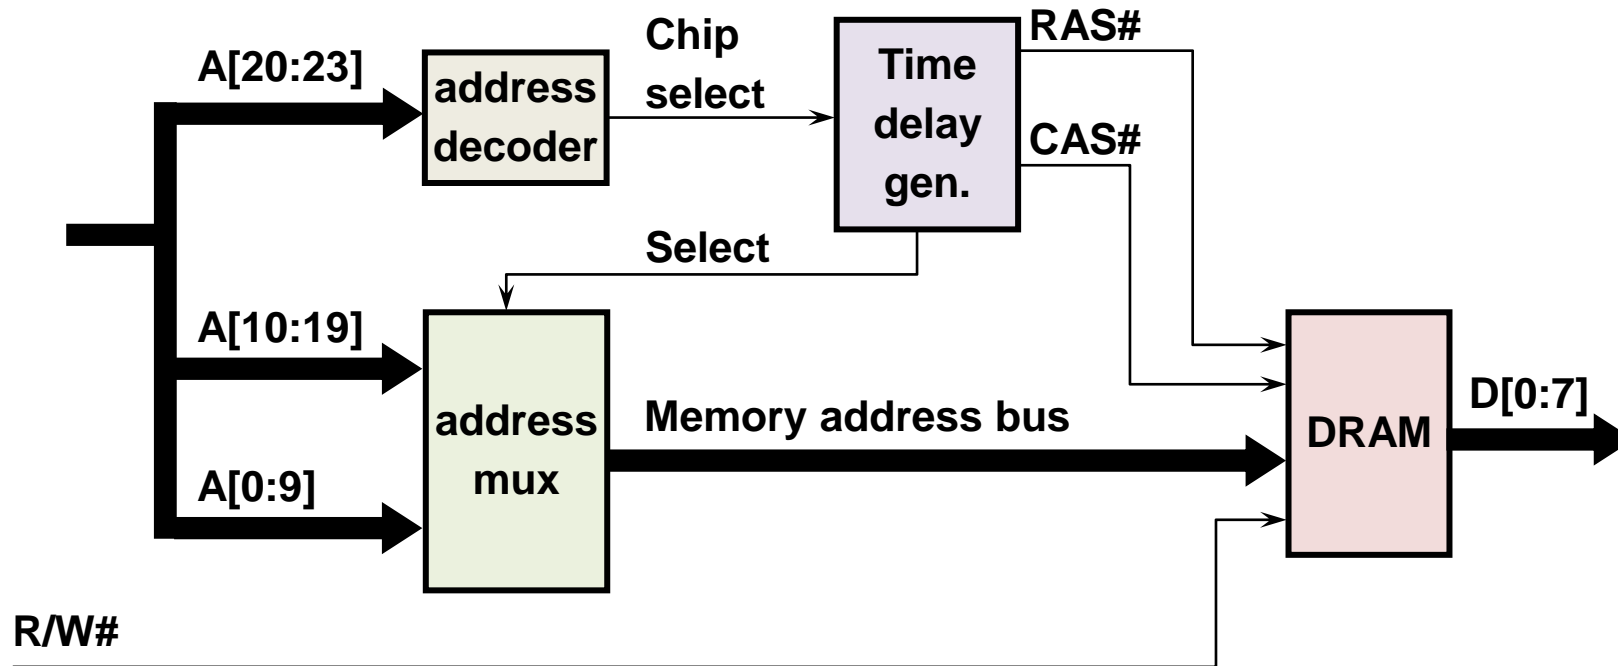 A[20:23]
address
decoder
Chip
select
Time
delay
gen.
RAS#
CAS#
Select
A[10:19]
A[0:9]
address
mux
Memory address bus
DRAM
D[0:7]
R/W#